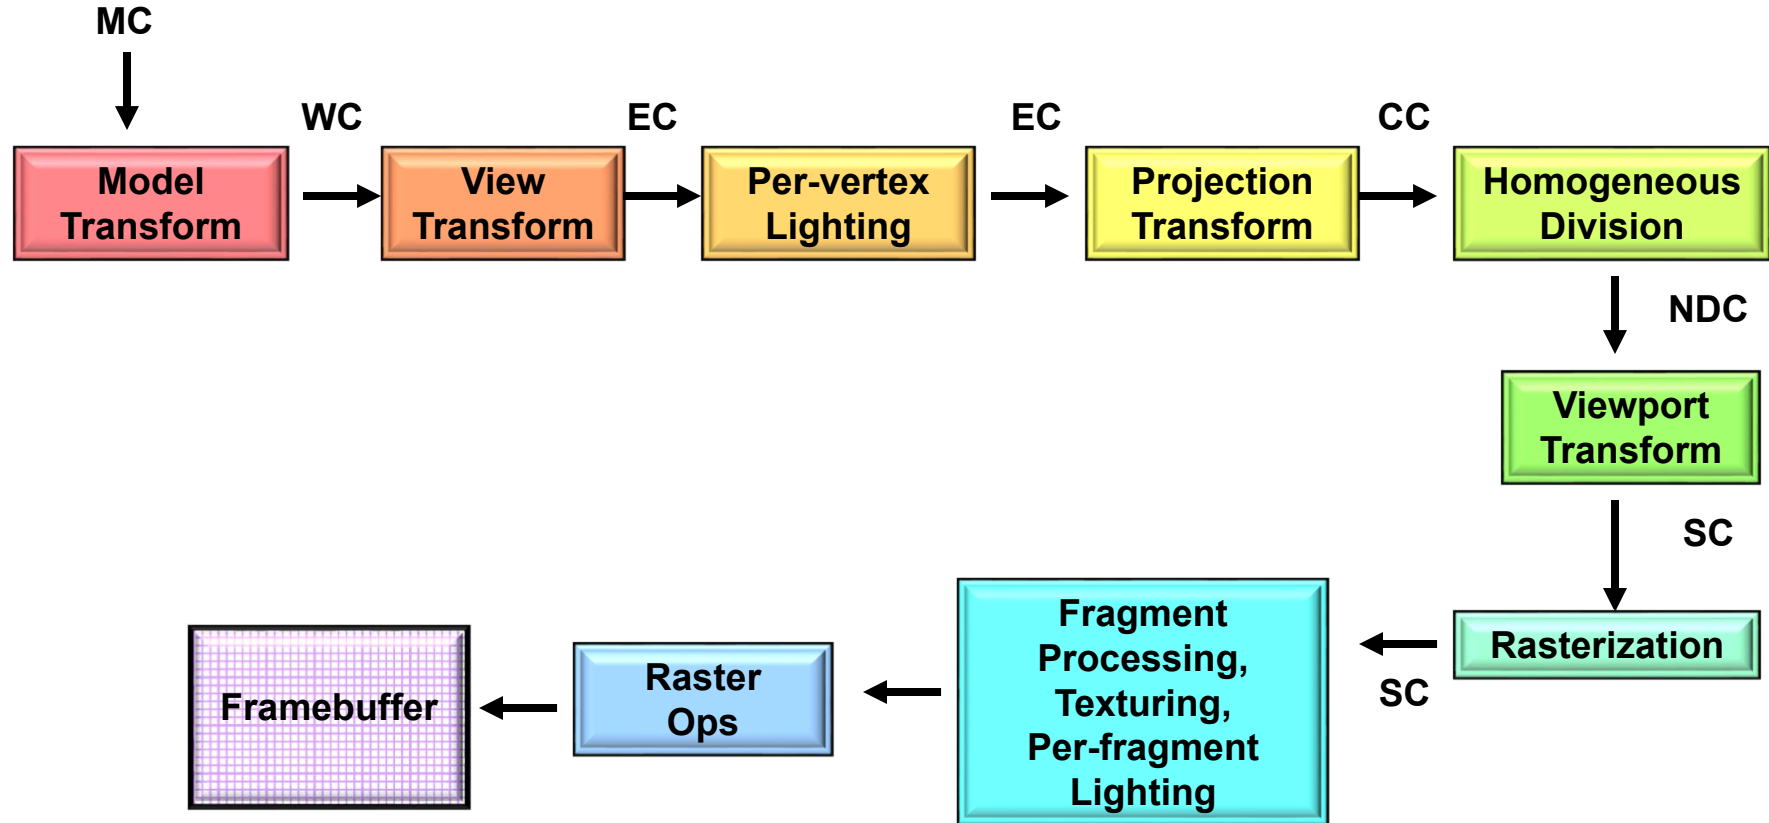 MC
WC
EC
EC
CC
Model
Transform
View
Transform
Per-vertex
Lighting
Projection
Transform
Homogeneous
Division
NDC
Viewport
Transform
SC
Rasterization
SC
Fragment
Processing,
Texturing,
Per-fragment
Lighting
Raster
Ops
Framebuffer